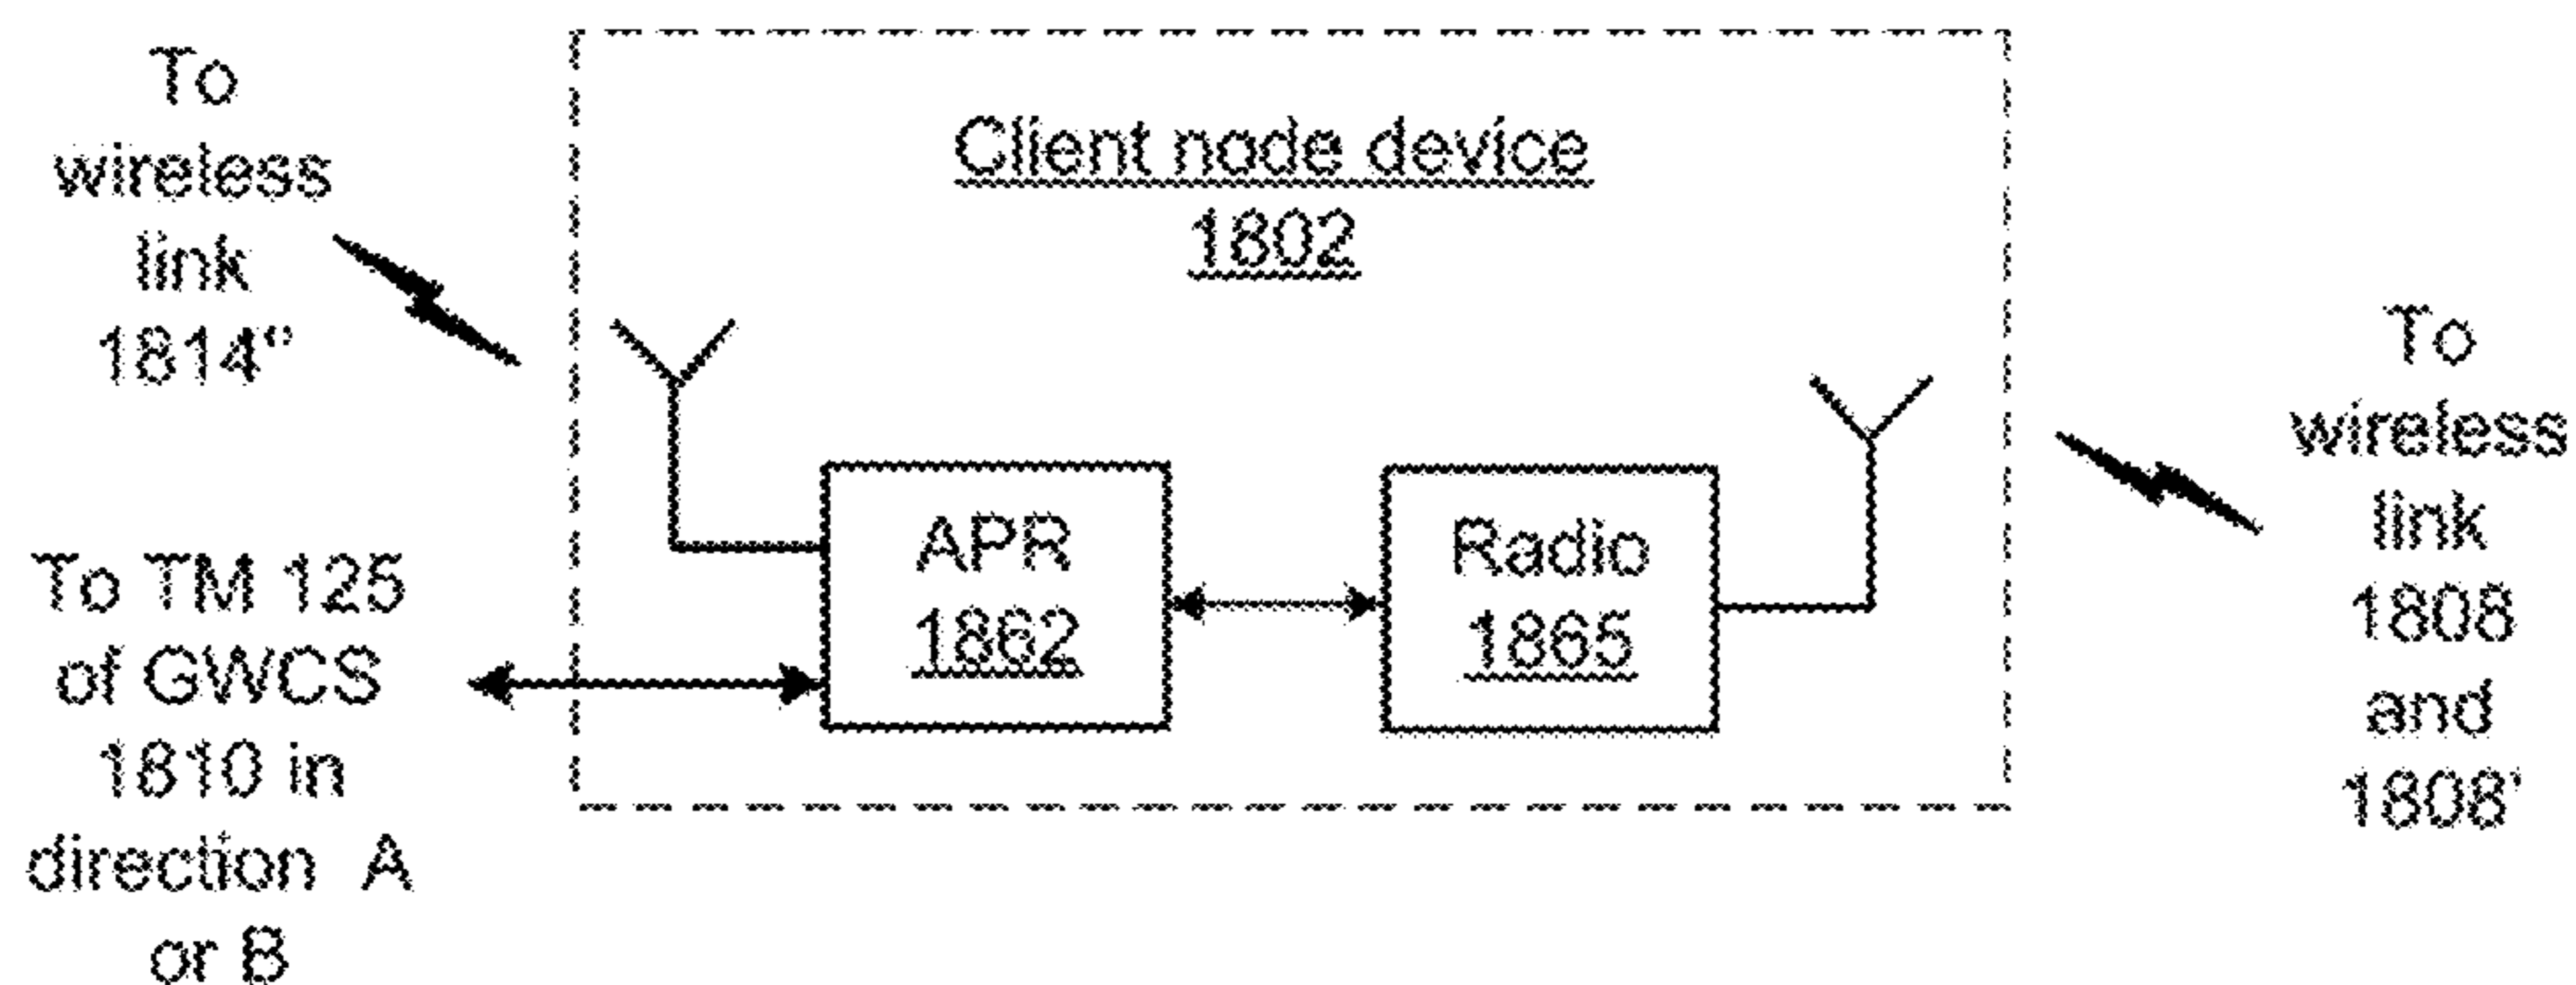 To
wireless
link
1814"
To TM 125
of GWCS
1810 in
direction A
or B
Client node device
1802
APR
1862
Radio
1865
To
wireless
link
1808
and
1808'